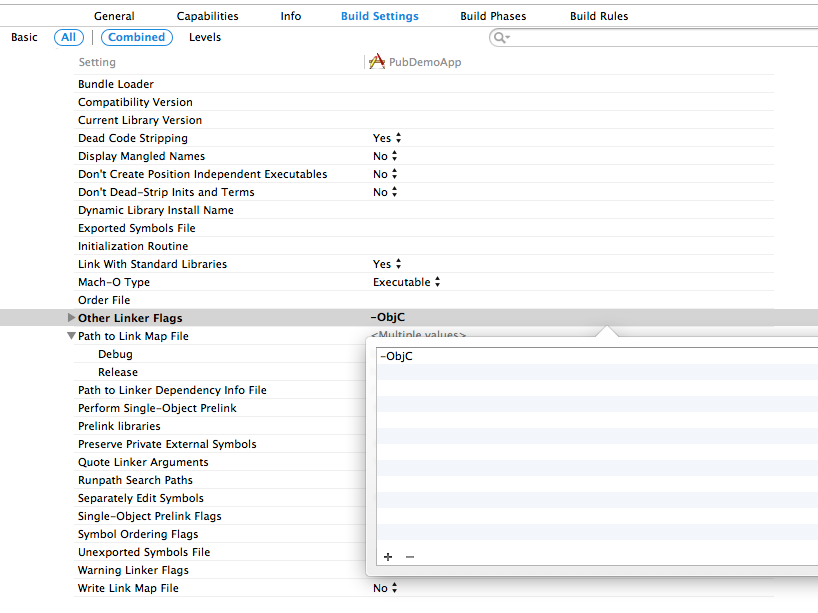 General Capabilities Info Build Settings Build Phases Build Rules
Basic All Combined Levels
Setting PubDemoApp
Bundle Loader
Compatibility Version
Current Library Version
Dead Code Stripping Yes
Display Mangled Names No
Don't Create Position Independent Executables No
Don't Dead-Strip Inits and Terms No
Dynamic Library Install Name
Exported Symbols File
Initialization Routine
Link With Standard Libraries Yes
Mach-O Type Executable
Order File
Other Linker Flags -ObjC
Path to Link Map File <Multiple values>
Debug -ObjC
Release
Path to Linker Dependency Info File
Perform Single-Object Prelink
Prelink libraries
Preserve Private External Symbols
Quote Linker Arguments
Runpath Search Paths
Separately Edit Symbols
Single-Object Prelink Flags
Symbol Ordering Flags
Unexported Symbols File
Warning Linker Flags
Write Link Map File No